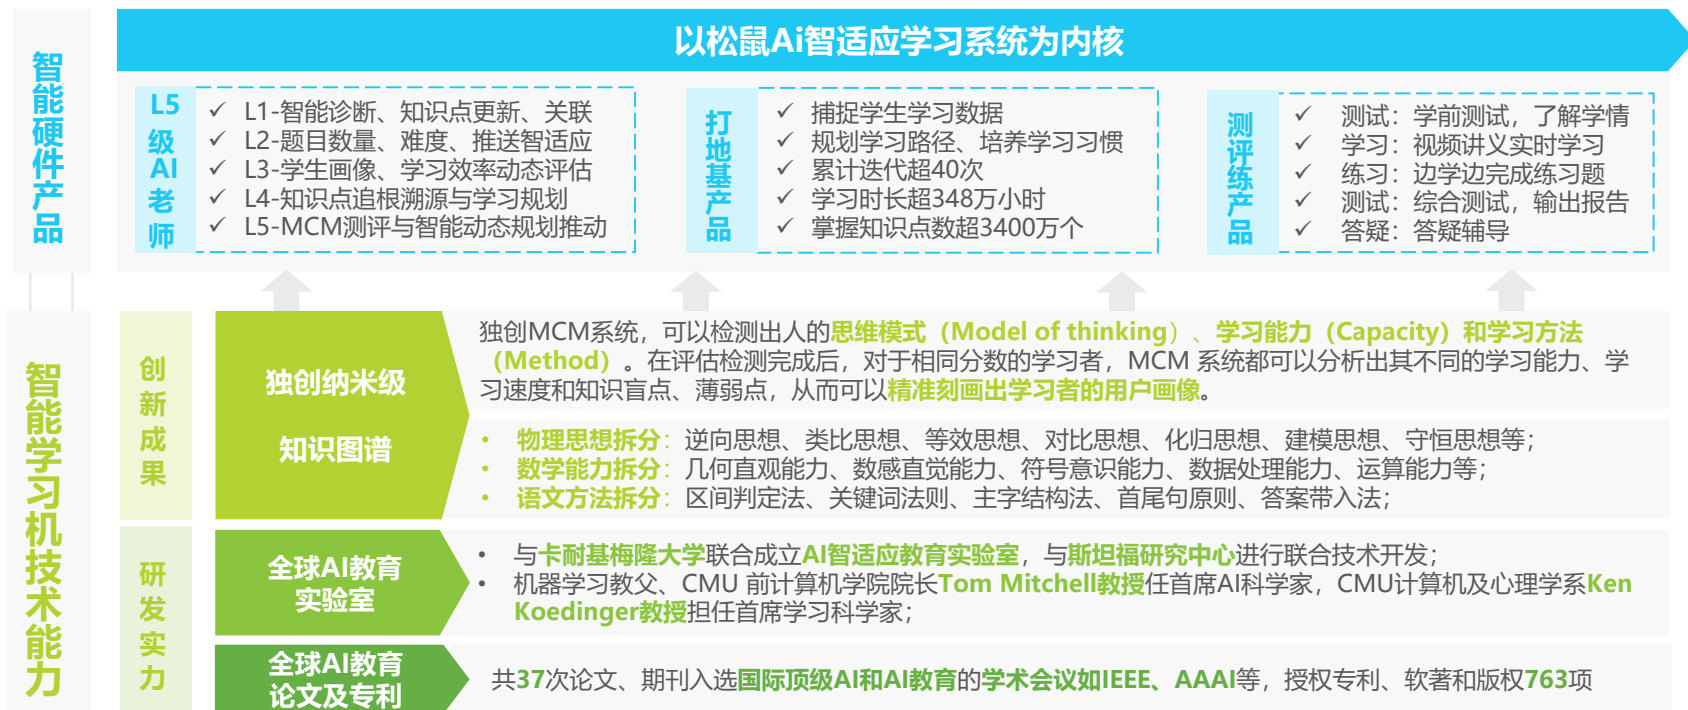 以松鼠Ai智适应学习系统为内核
智能硬件产品
L5级AI老师
✓ L1-智能诊断、知识点更新、关联
✓ L2-题目数量、难度、推送智适应
✓ L3-学生画像、学习效率动态评估
✓ L4-知识点追根溯源与学习规划
✓ L5-MCM测评与智能动态规划推动
打地基产品
✓ 捕捉学生学习数据
✓ 规划学习路径、培养学习习惯
✓ 累计迭代超40次
✓ 学习时长超348万小时
✓ 掌握知识点数超3400万个
测评练产品
✓ 测试：学前测试，了解学情
✓ 学习：视频讲义实时学习
✓ 练习：边学边完成练习题
✓ 测试：综合测试，输出报告
✓ 答疑：答疑辅导
智能学习机技术能力
创新成果
独创纳米级
知识图谱
独创MCM系统，可以检测出人的思维模式（Model of thinking）、学习能力（Capacity）和学习方法
（Method）。在评估检测完成后，对于相同分数的学习者，MCM 系统都可以分析出其不同的学习能力、学
习速度和知识盲点、薄弱点，从而可以精准刻画出学习者的用户画像。
• 物理思想拆分：逆向思想、类比思想、等效思想、对比思想、化归思想、建模思想、守恒思想等；
• 数学能力拆分：几何直观能力、数感直觉能力、符号意识能力、数据处理能力、运算能力等；
• 语文方法拆分：区间判定法、关键词法则、主字结构法、首尾句原则、答案带入法；
研发实力
全球AI教育
实验室
• 与卡耐基梅隆大学联合成立AI智适应教育实验室，与斯坦福研究中心进行联合技术开发；
• 机器学习教父、CMU 前计算机学院院长Tom Mitchell教授任首席AI科学家，CMU计算机及心理学系Ken
Koedinger教授担任首席学习科学家；
全球AI教育
论文及专利
共37次论文、期刊入选国际顶级AI和AI教育的学术会议如IEEE、AAAI等，授权专利、软著和版权763项